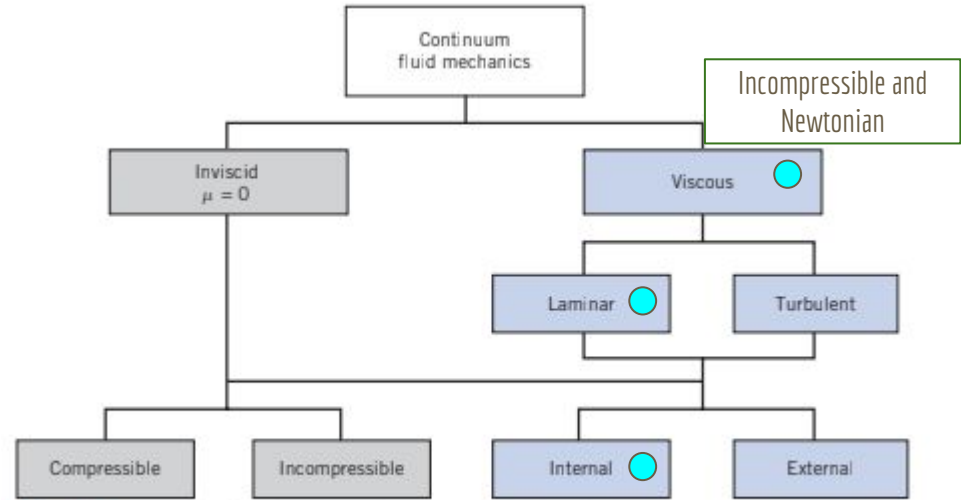 Continuum
fluid mechanics
Incompressible and
Newtonian
Inviscid
μ = 0
Viscous
Laminar
Turbulent
Compressible
Incompressible
Internal
External